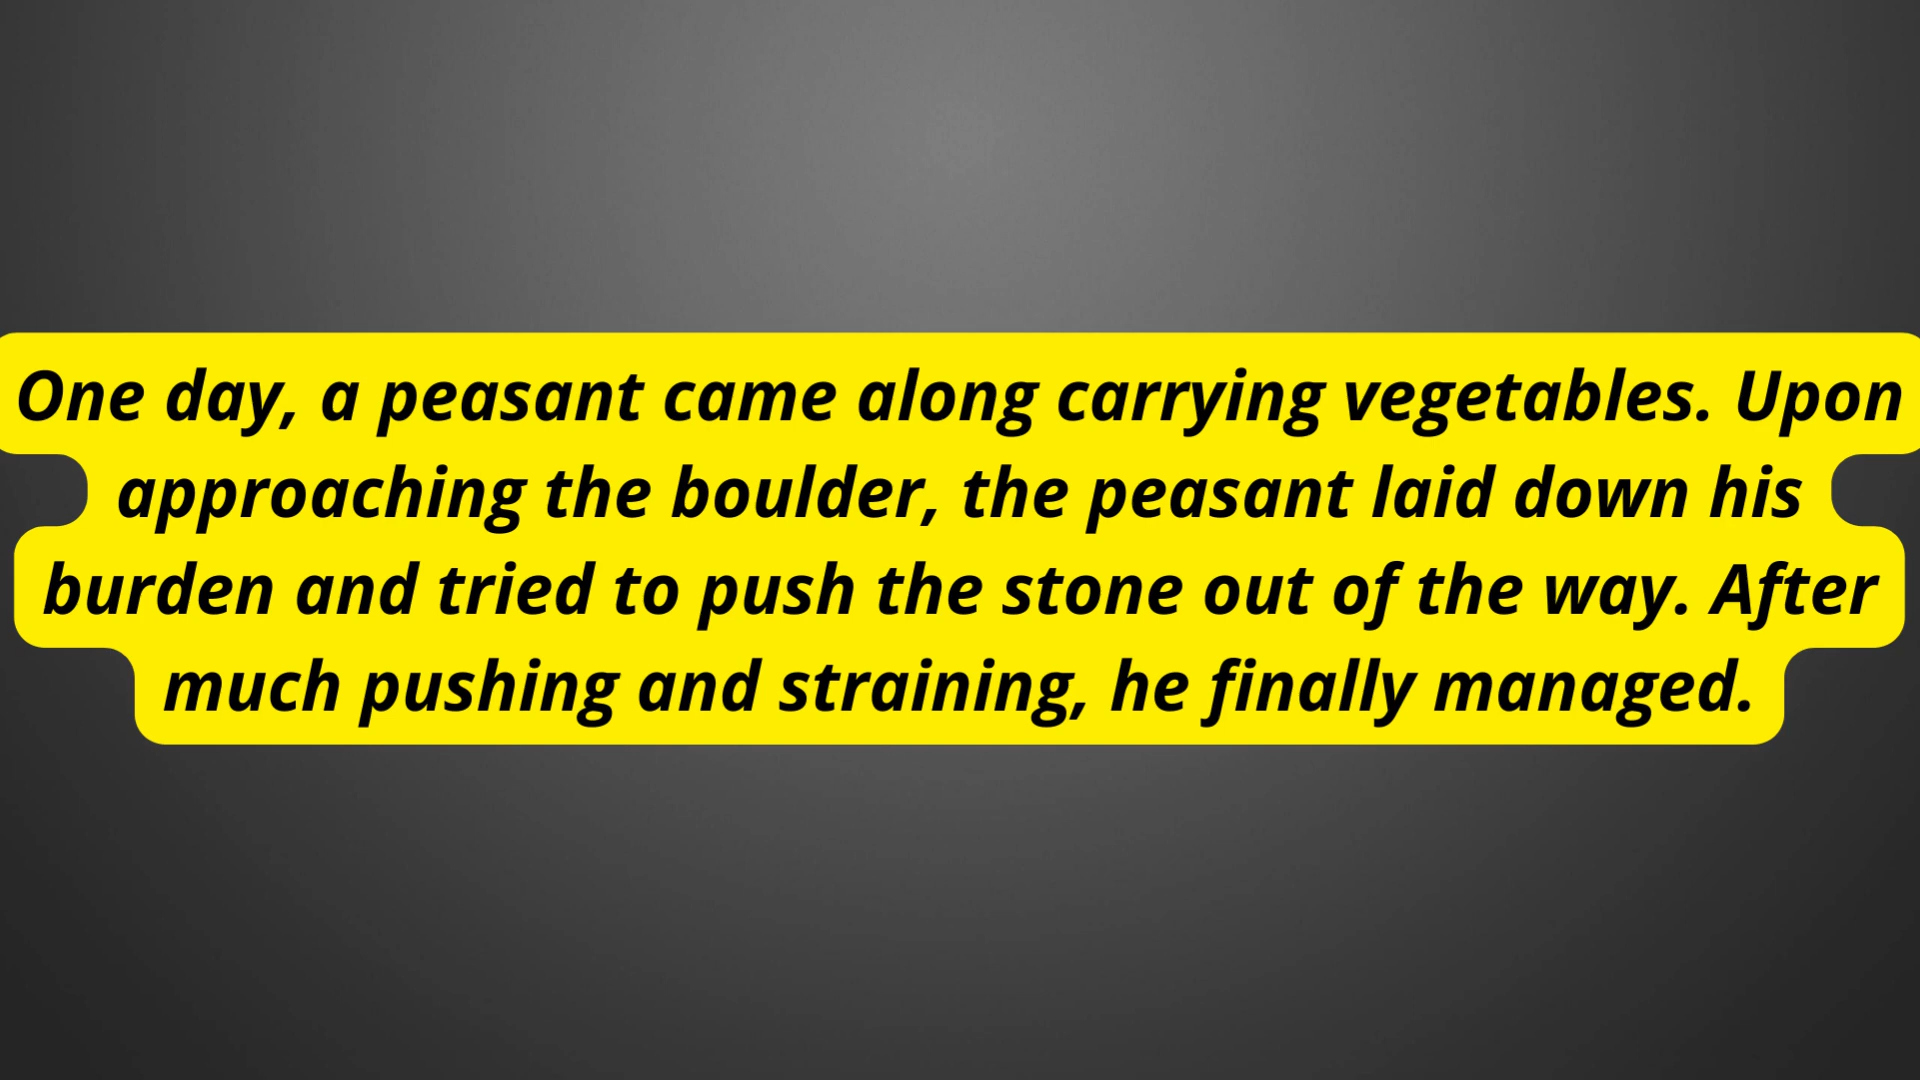 One day, a peasant came along carrying vegetables. Upon
approaching the boulder, the peasant laid down his
burden and tried to push the stone out of the way. After
much pushing and straining, he finally managed.